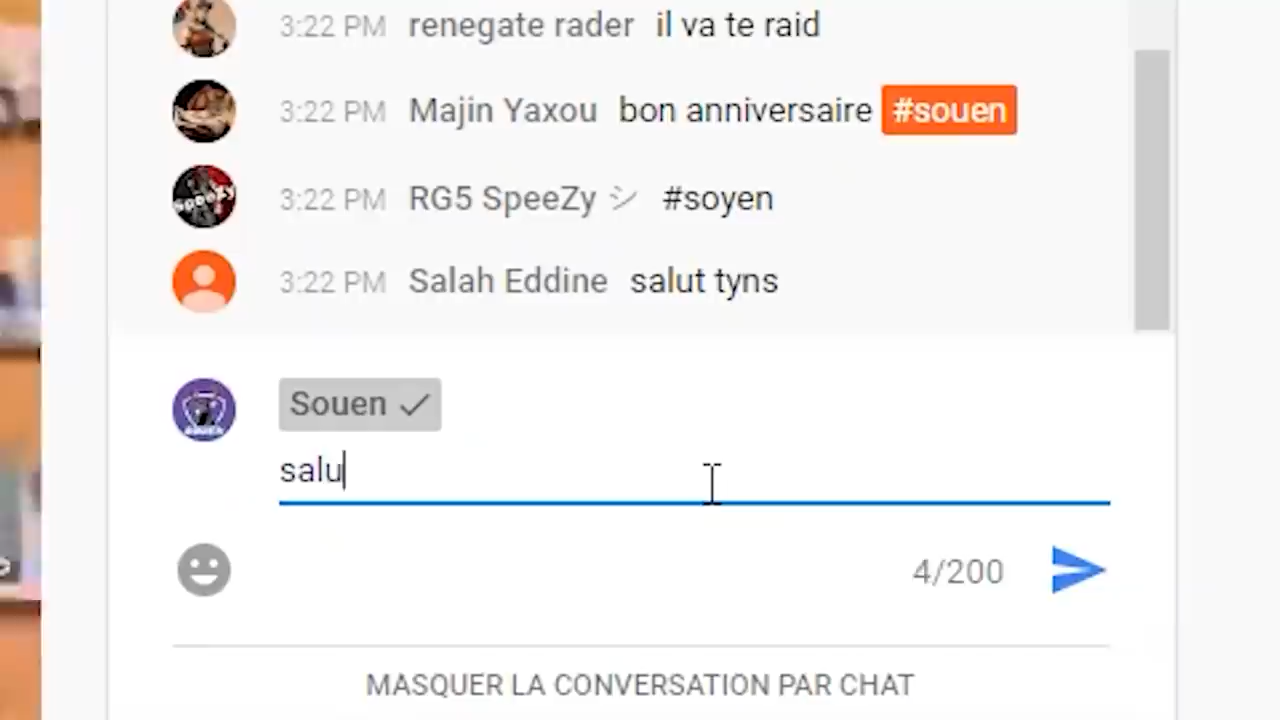 3:22 PM renegate rader il va te raid
3:22 PM Majin Yaxou bon anniversaire #souen
3:22 PM RG5 SpeeZy シ #soyen
3:22 PM Salah Eddine salut tyns
Souen ✓
salu
4/200
MASQUER LA CONVERSATION PAR CHAT